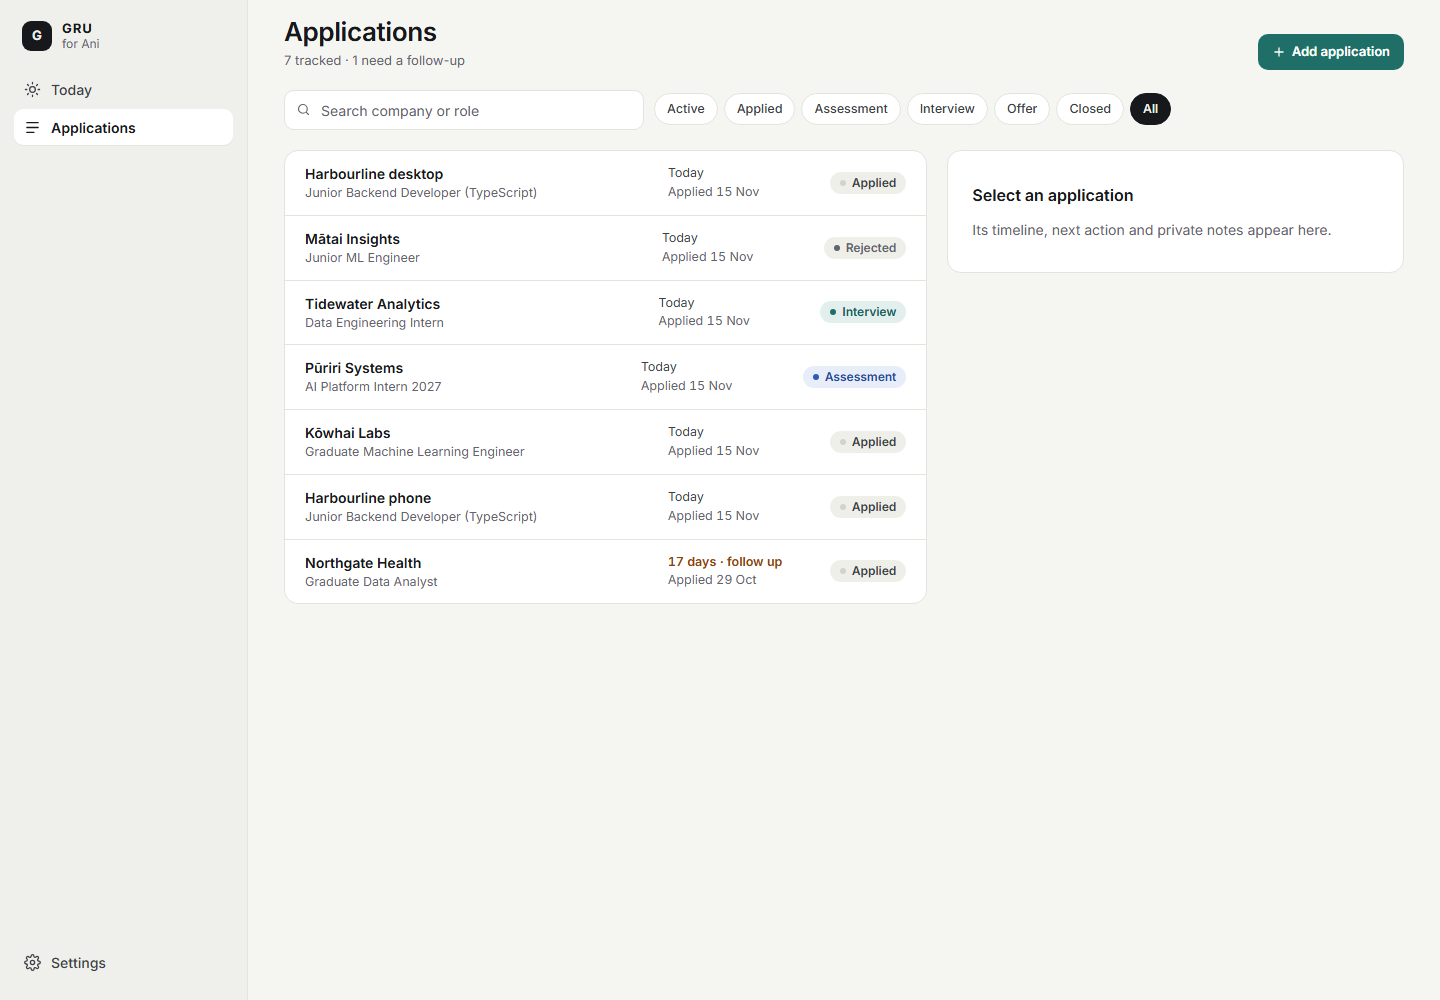 G
GRU
for Ani
Today
Applications
Settings
Applications
7 tracked · 1 need a follow-up
+ Add application
Search company or role
Active
Applied
Assessment
Interview
Offer
Closed
All
Harbourline desktop
Junior Backend Developer (TypeScript)
Today
Applied 15 Nov
Applied
Mātai Insights
Junior ML Engineer
Today
Applied 15 Nov
Rejected
Tidewater Analytics
Data Engineering Intern
Today
Applied 15 Nov
Interview
Pūriri Systems
AI Platform Intern 2027
Today
Applied 15 Nov
Assessment
Kōwhai Labs
Graduate Machine Learning Engineer
Today
Applied 15 Nov
Applied
Harbourline phone
Junior Backend Developer (TypeScript)
Today
Applied 15 Nov
Applied
Northgate Health
Graduate Data Analyst
17 days · follow up
Applied 29 Oct
Applied
Select an application
Its timeline, next action and private notes appear here.